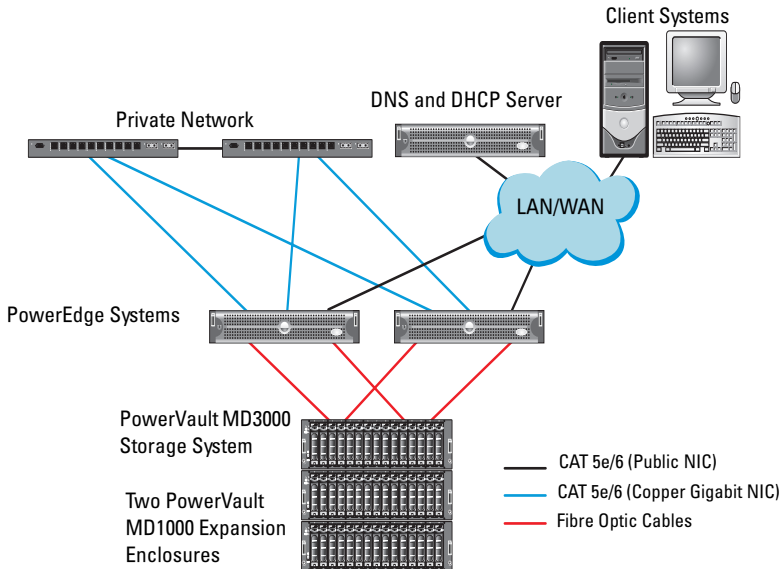 Client Systems
DNS and DHCP Server
Private Network
LAN/WAN
PowerEdge Systems
PowerVault MD3000
Storage System
Two PowerVault
MD1000 Expansion
Enclosures
CAT 5e/6 (Public NIC)
CAT 5e/6 (Copper Gigabit NIC)
Fibre Optic Cables